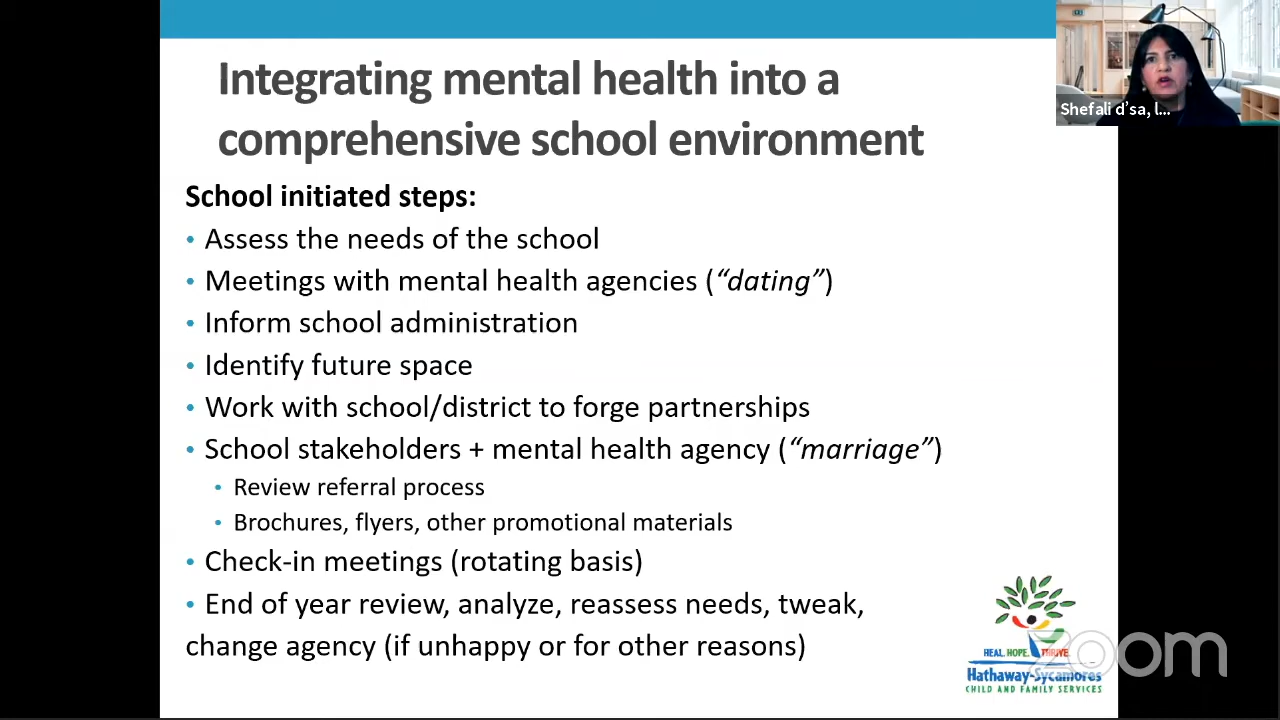 Integrating mental health into a
comprehensive school environment
Shefali d’sa, l...
School initiated steps:
• Assess the needs of the school
• Meetings with mental health agencies (“dating”)
• Inform school administration
• Identify future space
• Work with school/district to forge partnerships
• School stakeholders + mental health agency (“marriage”)
• Review referral process
• Brochures, flyers, other promotional materials
• Check-in meetings (rotating basis)
• End of year review, analyze, reassess needs, tweak,
change agency (if unhappy or for other reasons)
HEAL. HOPE. THRIVE.
zoom
Hathaway-Sycamores
CHILD AND FAMILY SERVICES